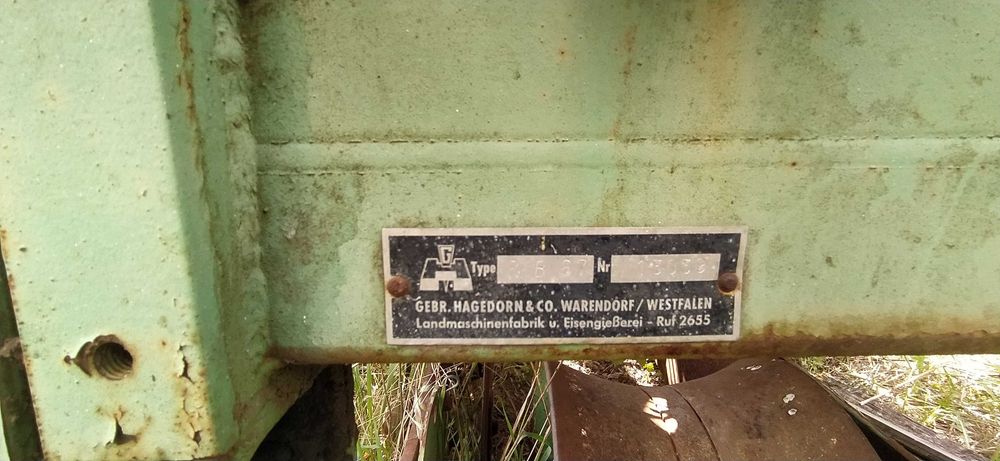 Type Nr
GEBR. HAGEDORN & CO. WARENDORF / WESTFALEN
Landmaschinenfabrik u. Eisengießerei - Ruf 2655